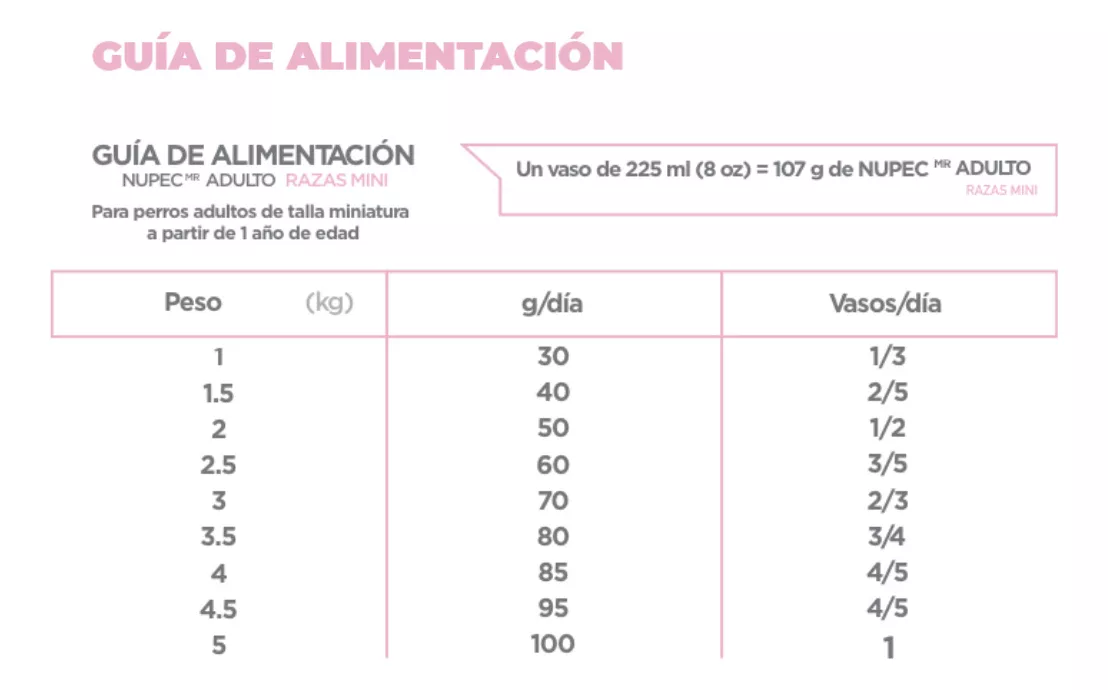 GUÍA DE ALIMENTACIÓN
GUÍA DE ALIMENTACIÓN
NUPEC MR ADULTO RAZAS MINI
Para perros adultos de talla miniatura
a partir de 1 año de edad
Un vaso de 225 ml (8 oz) = 107 g de NUPEC MR ADULTO
RAZAS MINI
Peso (kg) g/día Vasos/día
1 30 1/3
1.5 40 2/5
2 50 1/2
2.5 60 3/5
3 70 2/3
3.5 80 3/4
4 85 4/5
4.5 95 4/5
5 100 1